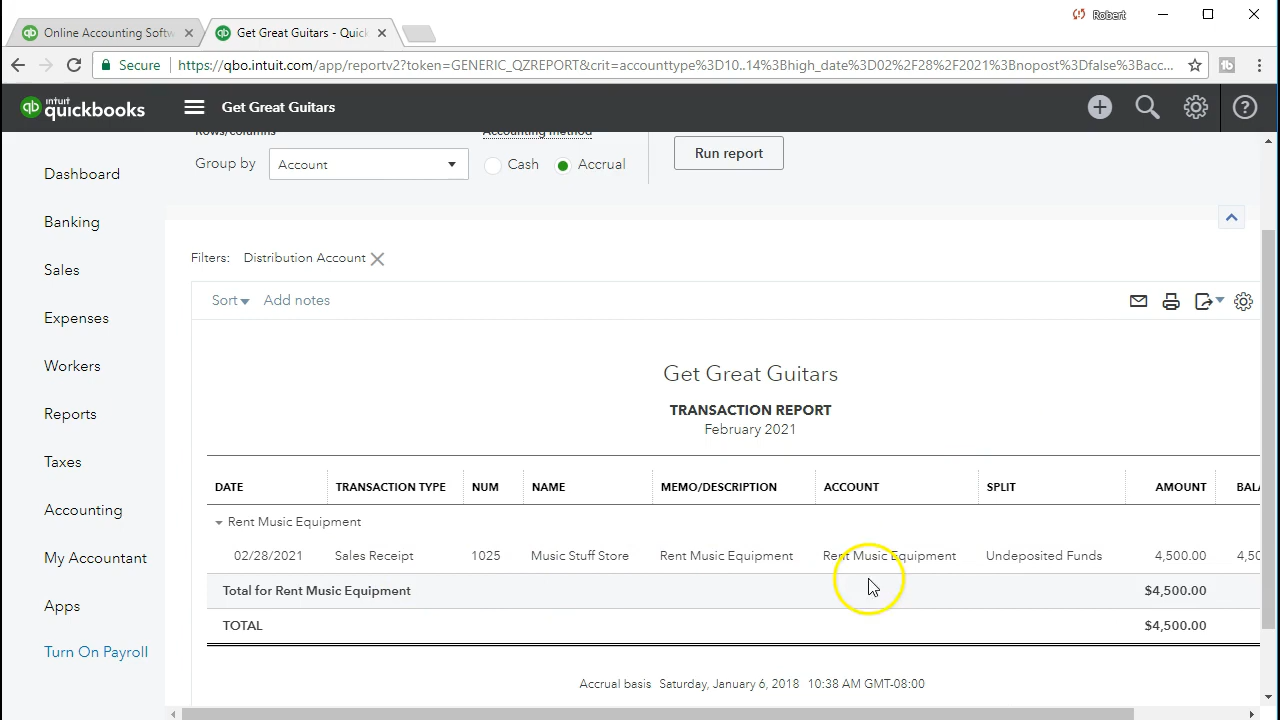 Online Accounting Softw
Get Great Guitars - Quick
Robert
Secure
https://qbo.intuit.com/app/reportv2?token=GENERIC_QZREPORT&crit=accounttype%3D10..14%3Bhigh_date%3D02%2F28%2F2021%3Bnopost%3Dfalse%3Bacc...
intuit
quickbooks
Get Great Guitars
Rows/columns
Accounting method
Group by
Account
Cash
Accrual
Run report
Dashboard
Banking
Sales
Expenses
Workers
Reports
Taxes
Accounting
My Accountant
Apps
Turn On Payroll
Filters: Distribution Account
Sort Add notes
Get Great Guitars
TRANSACTION REPORT
February 2021
DATE TRANSACTION TYPE NUM NAME MEMO/DESCRIPTION ACCOUNT SPLIT AMOUNT BALA
Rent Music Equipment
02/28/2021 Sales Receipt 1025 Music Stuff Store Rent Music Equipment Rent Music Equipment Undeposited Funds 4,500.00 4,50
Total for Rent Music Equipment $4,500.00
TOTAL $4,500.00
Accrual basis Saturday, January 6, 2018 10:38 AM GMT-08:00